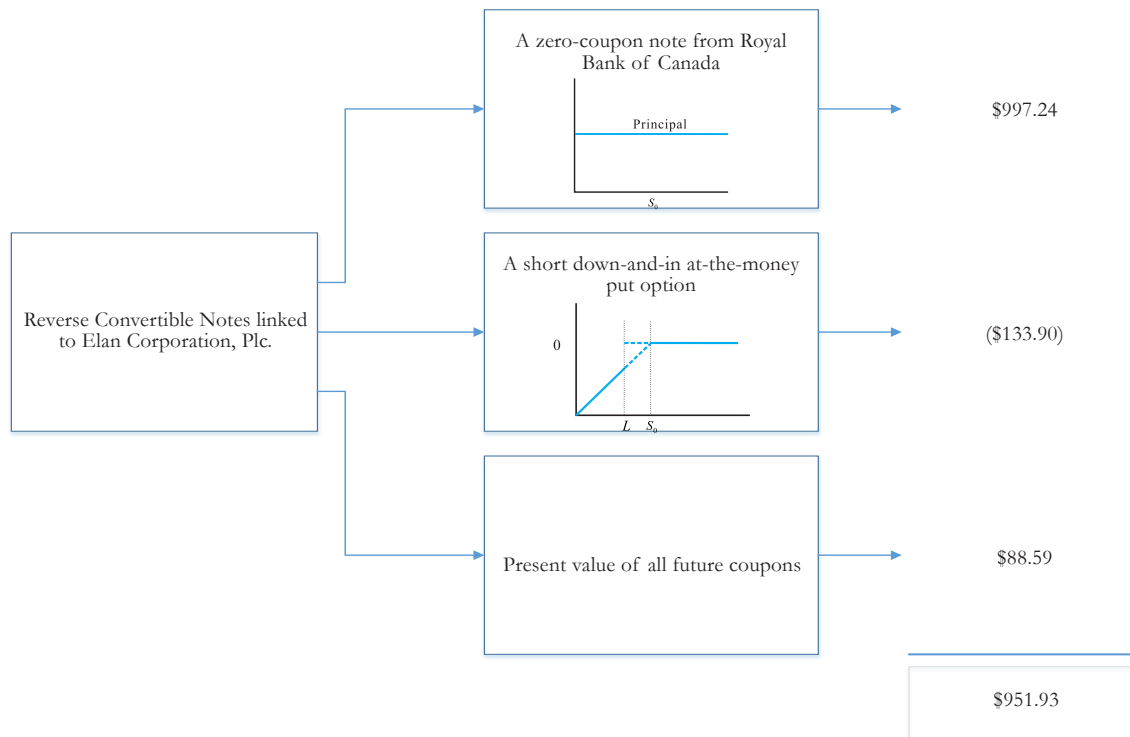 A zero-coupon note from Royal
Bank of Canada
Principal
S₀
$997.24
Reverse Convertible Notes linked
to Elan Corporation, Plc.
A short down-and-in at-the-money
put option
0
L S₀
($133.90)
Present value of all future coupons
$88.59
$951.93